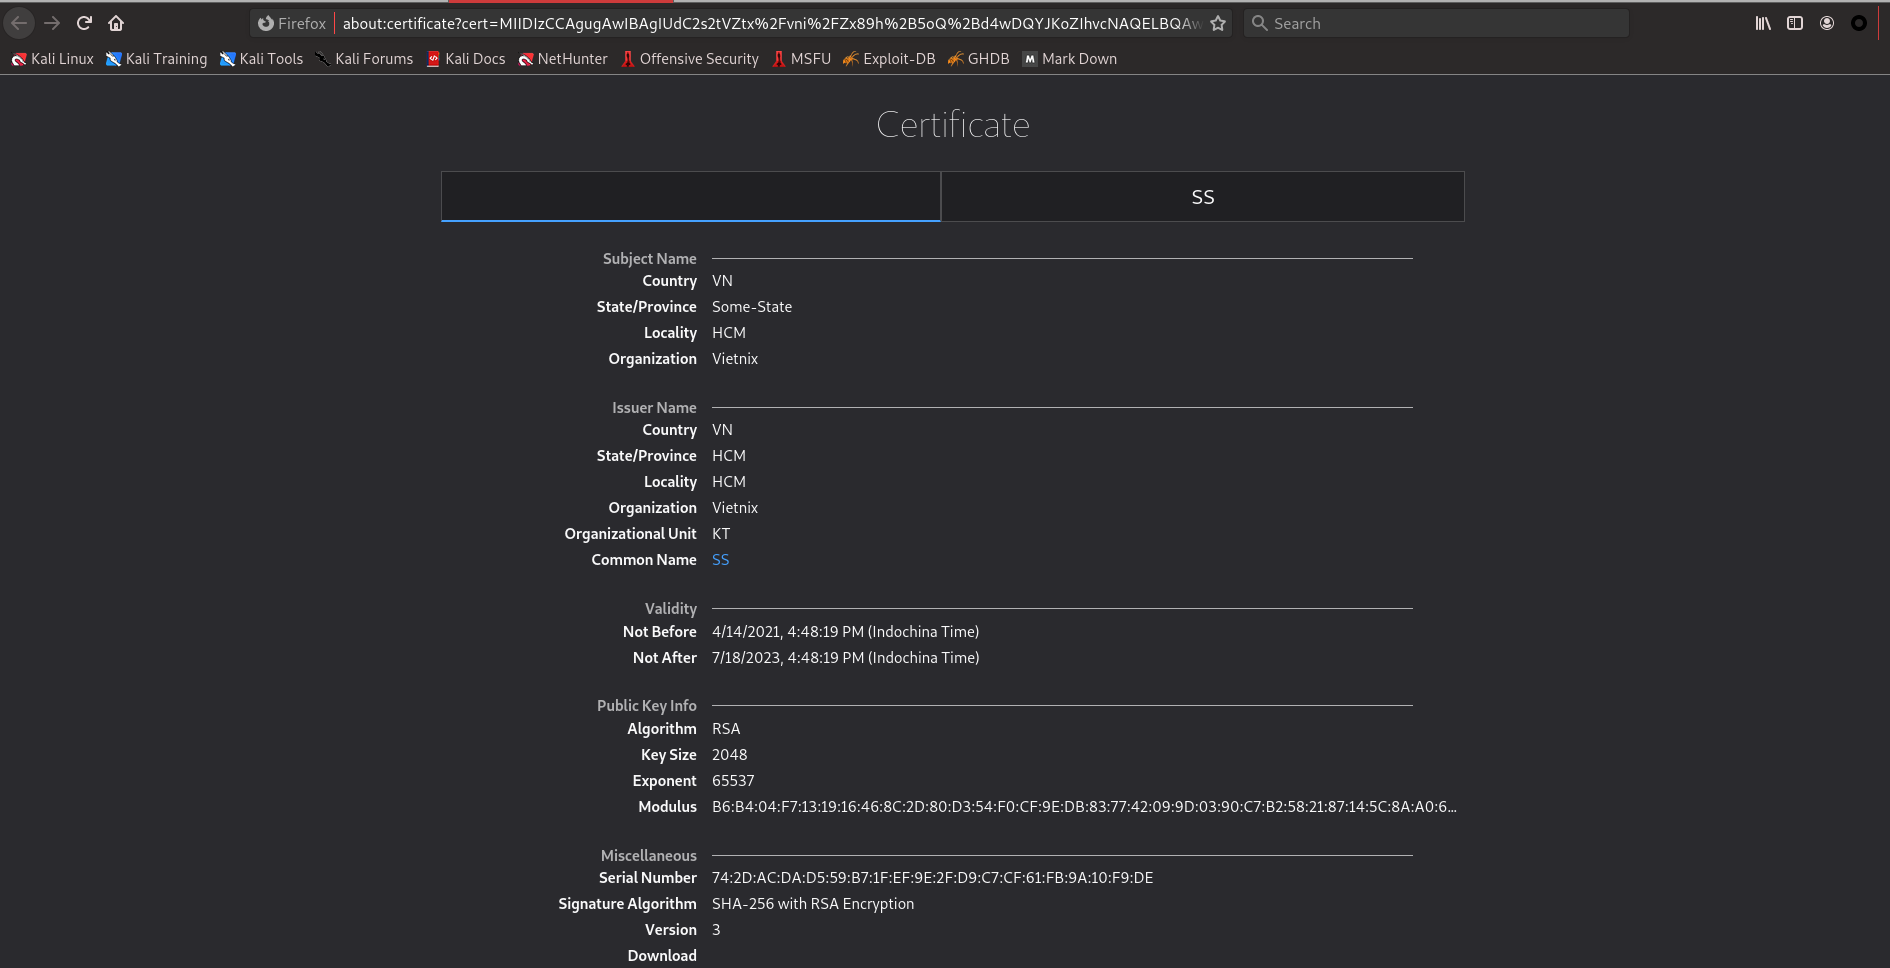 Firefox about:certificate?cert=MIIDIzCCAgugAwIBAgIUdC2s2tVZtx%2Fvni%2FZx89h%2B5oQ%2Bd4wDQYJKoZIhvcNAQELBQAw Search
Kali Linux Kali Training Kali Tools Kali Forums Kali Docs NetHunter Offensive Security MSFU Exploit-DB GHDB M Mark Down
Certificate
SS
Subject Name
Country VN
State/Province Some-State
Locality HCM
Organization Vietnix
Issuer Name
Country VN
State/Province HCM
Locality HCM
Organization Vietnix
Organizational Unit KT
Common Name SS
Validity
Not Before 4/14/2021, 4:48:19 PM (Indochina Time)
Not After 7/18/2023, 4:48:19 PM (Indochina Time)
Public Key Info
Algorithm RSA
Key Size 2048
Exponent 65537
Modulus B6:B4:04:F7:13:19:16:46:8C:2D:80:D3:54:F0:CF:9E:DB:83:77:42:09:9D:03:90:C7:B2:58:21:87:14:5C:8A:A0:6…
Miscellaneous
Serial Number 74:2D:AC:DA:D5:59:B7:1F:EF:9E:2F:D9:C7:CF:61:FB:9A:10:F9:DE
Signature Algorithm SHA-256 with RSA Encryption
Version 3
Download